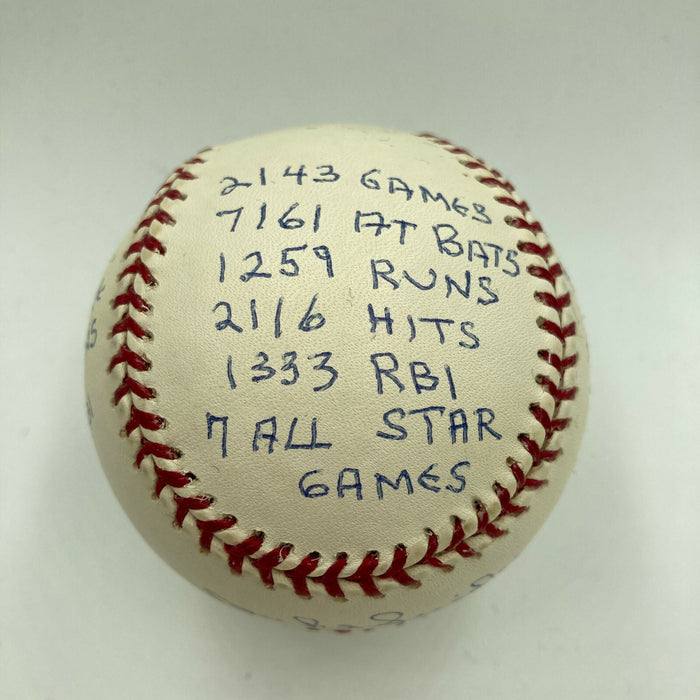 2143 GAMES
7161 AT BATS
1259 RUNS
2116 HITS
1333 RBI
7 ALL STAR
GAMES